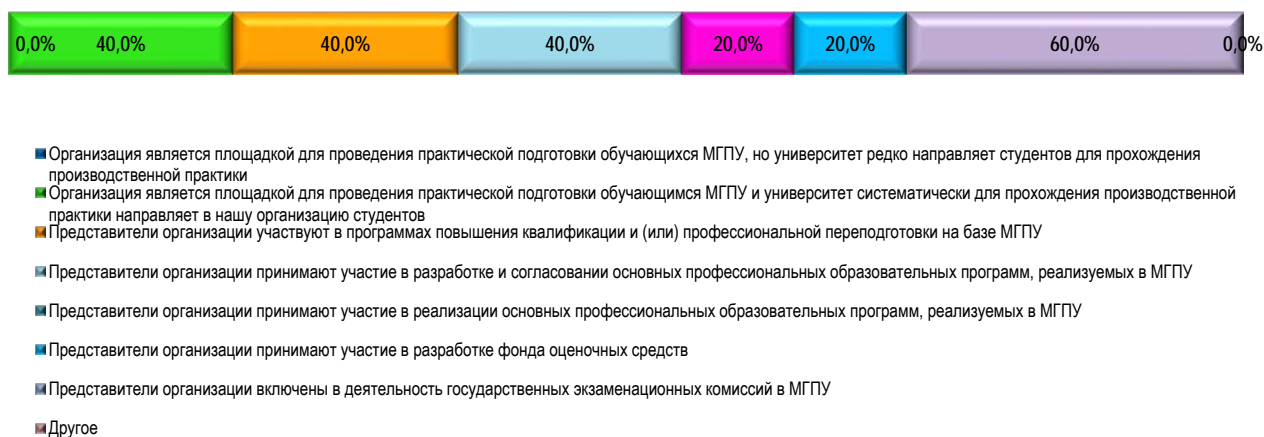 0,0% 40,0% 40,0% 40,0% 20,0% 20,0% 60,0% 0,0%
Организация является площадкой для проведения практической подготовки обучающихся МГПУ, но университет редко направляет студентов для прохождения
производственной практики
Организация является площадкой для проведения практической подготовки обучающимся МГПУ и университет систематически для прохождения производственной
практики направляет в нашу организацию студентов
Представители организации участвуют в программах повышения квалификации и (или) профессиональной переподготовки на базе МГПУ
Представители организации принимают участие в разработке и согласовании основных профессиональных образовательных программ, реализуемых в МГПУ
Представители организации принимают участие в реализации основных профессиональных образовательных программ, реализуемых в МГПУ
Представители организации принимают участие в разработке фонда оценочных средств
Представители организации включены в деятельность государственных экзаменационных комиссий в МГПУ
Другое